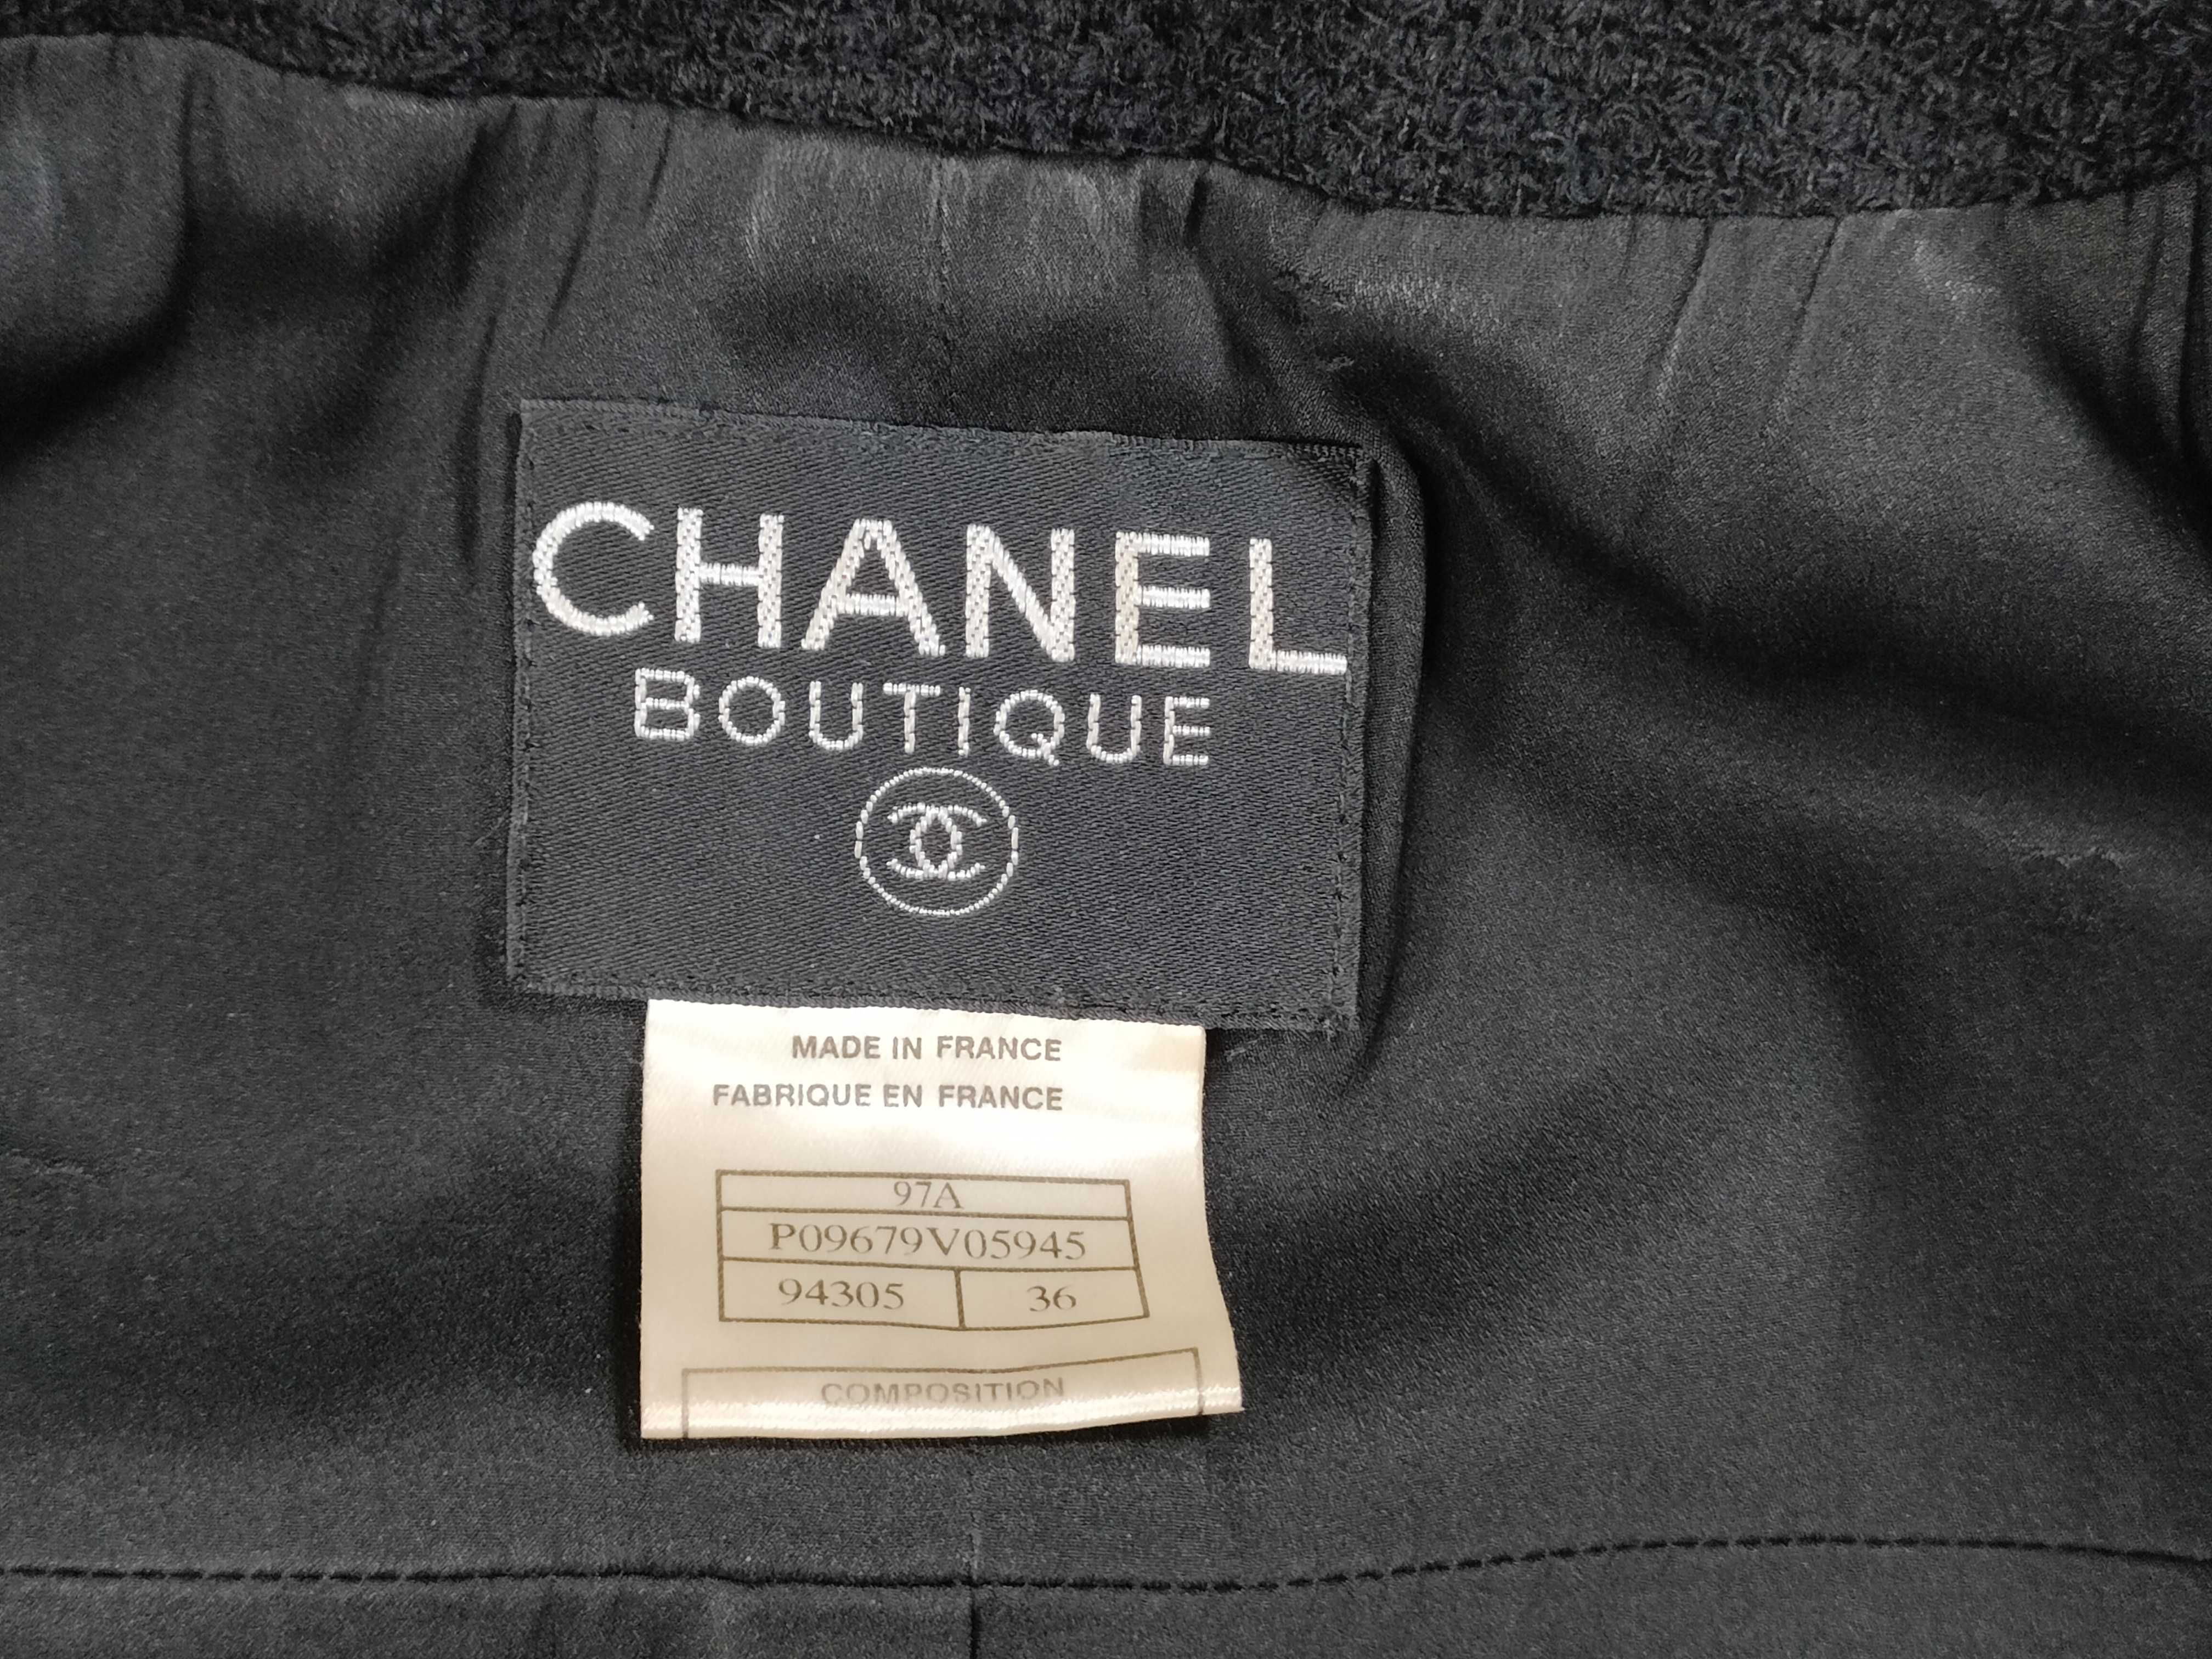 CHANEL
BOUTIQUE
MADE IN FRANCE
FABRIQUE EN FRANCE
97A
P09679V05945
94305 36
COMPOSITION